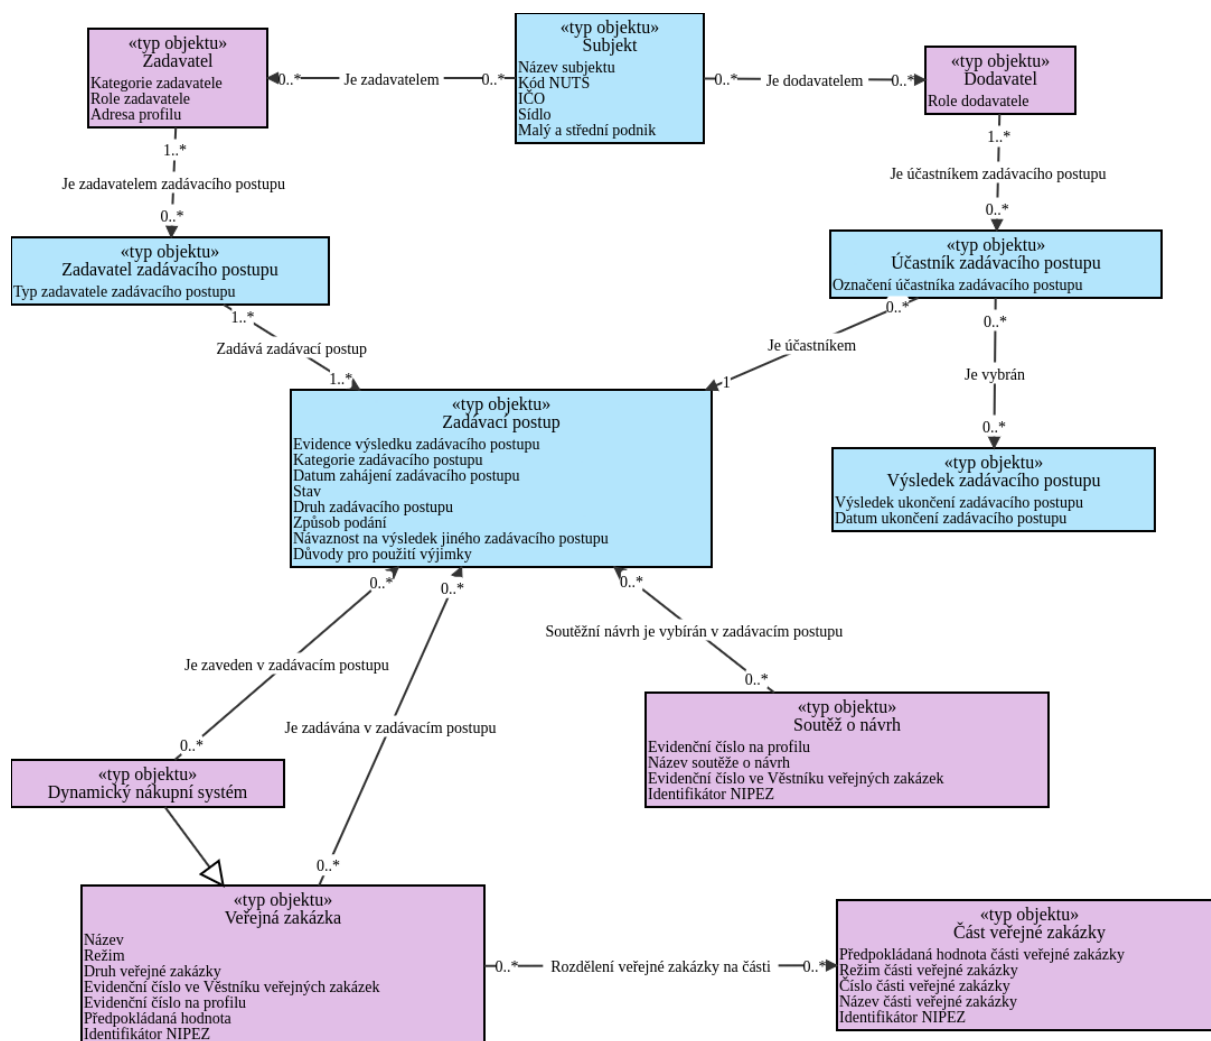 «typ objektu»
Zadavatel
Kategorie zadavatele
Role zadavatele
Adresa profilu
«typ objektu»
Subjekt
Název subjektu
Kód NUTS
IČO
Sídlo
Malý a střední podnik
«typ objektu»
Dodavatel
Role dodavatele
0..*
Je zadavatelem
0..*
0..*
Je dodavatelem
0..*
1..*
Je zadavatelem zadávacího postupu
0..*
1..*
Je účastníkem zadávacího postupu
0..*
«typ objektu»
Zadavatel zadávacího postupu
Typ zadavatele zadávacího postupu
«typ objektu»
Účastník zadávacího postupu
Označení účastníka zadávacího postupu
1..*
Zadává zadávací postup
1..*
0..*
Je účastníkem
1
0..*
Je vybrán
0..*
«typ objektu»
Zadávací postup
Evidence výsledku zadávacího postupu
Kategorie zadávacího postupu
Datum zahájení zadávacího postupu
Stav
Druh zadávacího postupu
Způsob podání
Návaznost na výsledek jiného zadávacího postupu
Důvody pro použití výjimky
«typ objektu»
Výsledek zadávacího postupu
Výsledek ukončení zadávacího postupu
Datum ukončení zadávacího postupu
0..*
Je zaveden v zadávacím postupu
0..*
0..*
Je zadávána v zadávacím postupu
0..*
0..*
Soutěžní návrh je vybírán v zadávacím postupu
0..*
«typ objektu»
Soutěž o návrh
Evidenční číslo na profilu
Název soutěže o návrh
Evidenční číslo ve Věstníku veřejných zakázek
Identifikátor NIPEZ
«typ objektu»
Dynamický nákupní systém
«typ objektu»
Veřejná zakázka
Název
Režim
Druh veřejné zakázky
Evidenční číslo ve Věstníku veřejných zakázek
Evidenční číslo na profilu
Předpokládaná hodnota
Identifikátor NIPEZ
0..*
Rozdělení veřejné zakázky na části
0..*
«typ objektu»
Část veřejné zakázky
Předpokládaná hodnota části veřejné zakázky
Režim části veřejné zakázky
Číslo části veřejné zakázky
Název části veřejné zakázky
Identifikátor NIPEZ